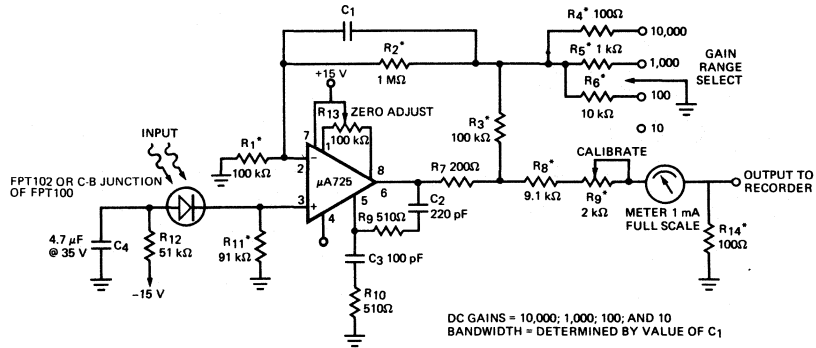 C1
R4* 100Ω
10,000
R2*
1 MΩ
R5* 1 kΩ
1,000
GAIN
RANGE
SELECT
+15 V
R6*
10 kΩ
100
10
R13
ZERO ADJUST
100 kΩ
R3*
100 kΩ
INPUT
R1*
100 kΩ
7
1
2
8
μA725
6
3
5
4
FPT102 OR C-B JUNCTION
OF FPT100
R7 200Ω
R8*
9.1 kΩ
CALIBRATE
R9*
2 kΩ
METER 1 mA
FULL SCALE
OUTPUT TO
RECORDER
R14*
100Ω
4.7 μF
@ 35 V
C4
R12
51 kΩ
-15 V
R11*
91 kΩ
R9 510Ω
C2
220 pF
C3 100 pF
R10
510Ω
DC GAINS = 10,000; 1,000; 100; AND 10
BANDWIDTH = DETERMINED BY VALUE OF C1